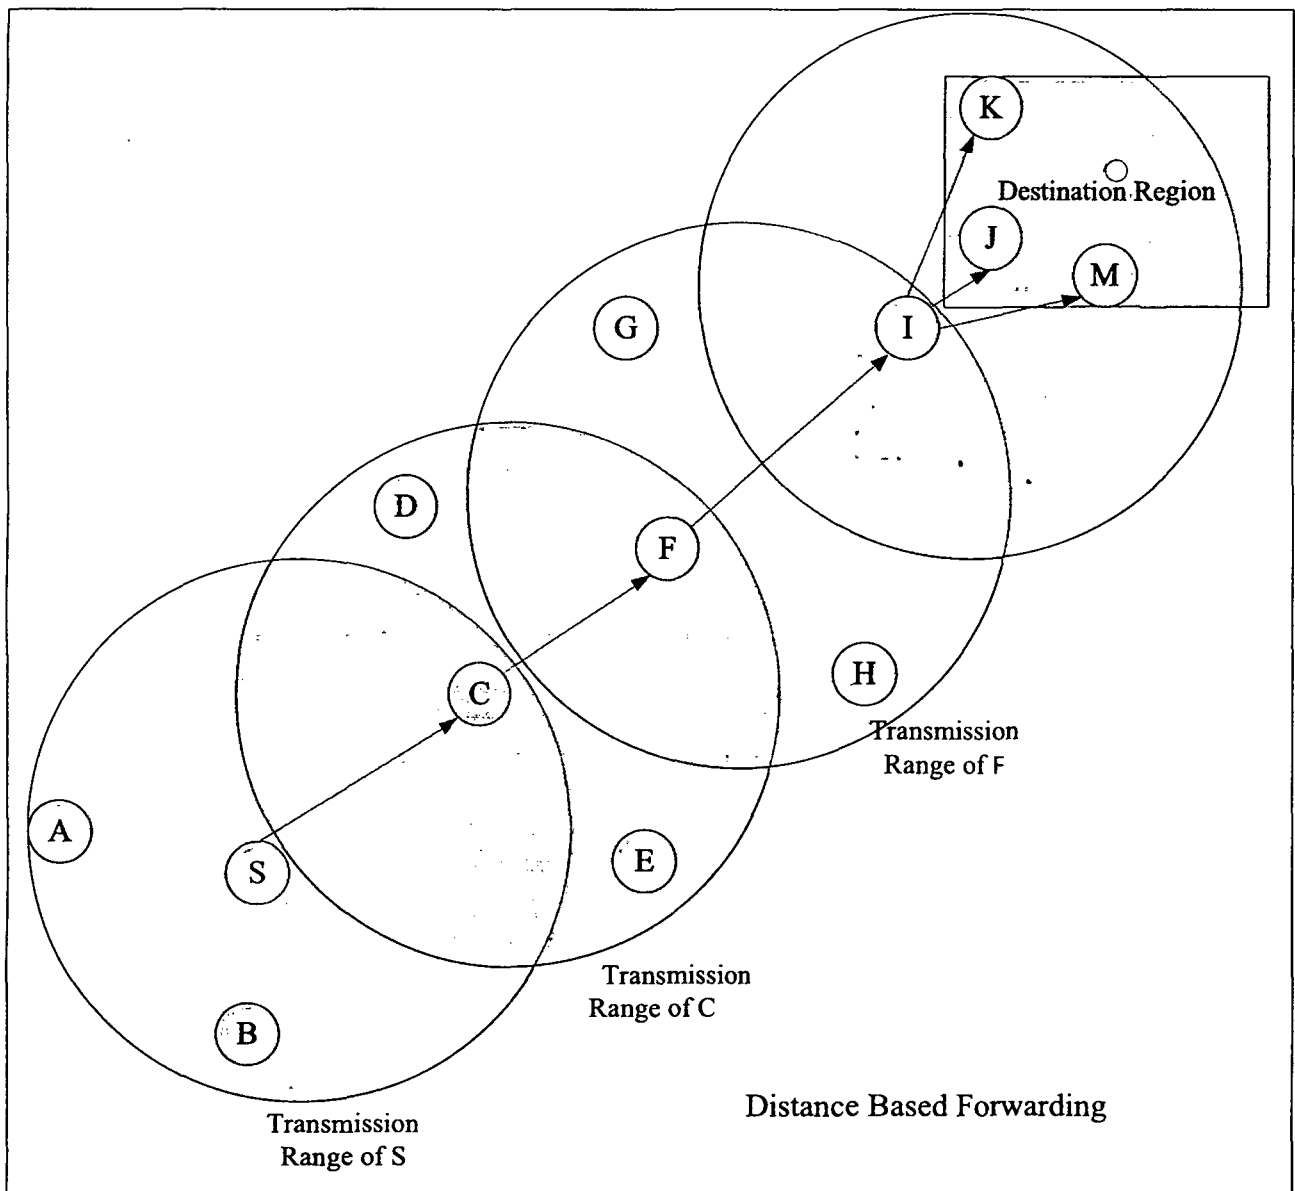 K
Destination Region
J
M
G
I
D
F
C
H
Transmission
Range of F
A
S
E
Transmission
Range of C
B
Distance Based Forwarding
Transmission
Range of S